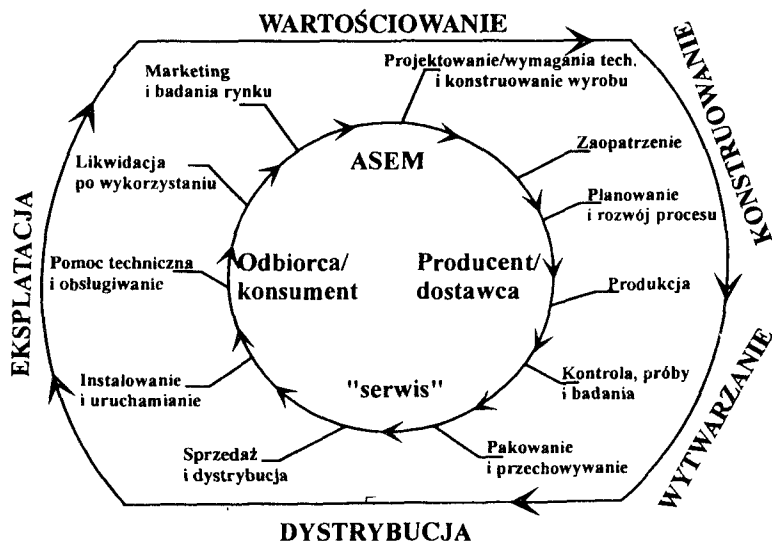 WARTOŚCIOWANIE
Marketing
i badania rynku
Projektowanie/wymagania tech.
i konstruowanie wyrobu
KONSTRUOWANIE
ASEM
Zaopatrzenie
Likwidacja
po wykorzystaniu
Planowanie
i rozwój procesu
EKSPLATACJA
Pomoc techniczna
i obsługiwanie
Odbiorca/
konsument
Producent/
dostawca
Produkcja
Instalowanie
i uruchamianie
"serwis"
Kontrola, próby
i badania
WYTWARZANIE
Sprzedaż
i dystrybucja
Pakowanie
i przechowywanie
DYSTRYBUCJA